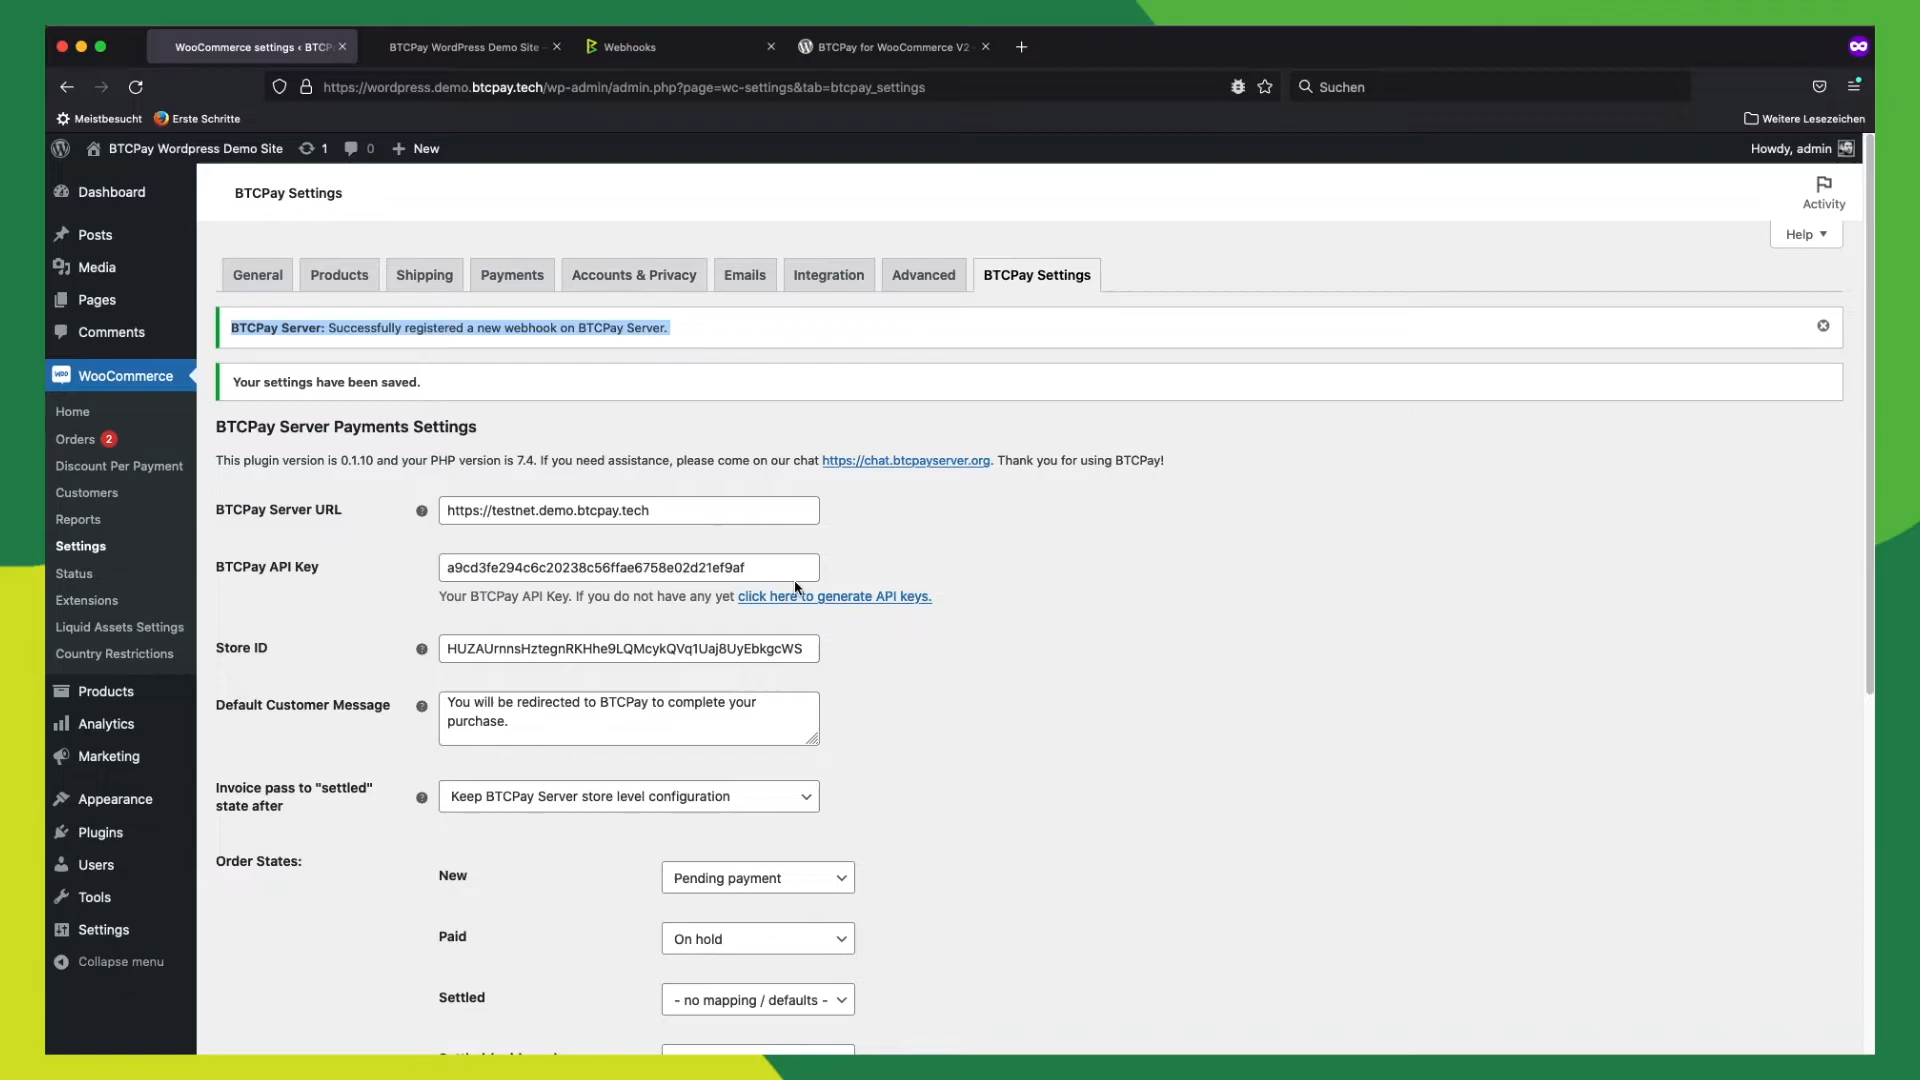 WooCommerce settings ‹ BTCP
BTCPay WordPress Demo Site –
Webhooks
BTCPay for WooCommerce V2
https://wordpress.demo.btcpay.tech/wp-admin/admin.php?page=wc-settings&tab=btcpay_settings
Suchen
Meistbesucht
Erste Schritte
Weitere Lesezeichen
BTCPay Wordpress Demo Site
1
0
New
Howdy, admin
Dashboard
Posts
Media
Pages
Comments
WooCommerce
Home
Orders 2
Discount Per Payment
Customers
Reports
Settings
Status
Extensions
Liquid Assets Settings
Country Restrictions
Products
Analytics
Marketing
Appearance
Plugins
Users
Tools
Settings
Collapse menu
BTCPay Settings
Activity
Help
General
Products
Shipping
Payments
Accounts & Privacy
Emails
Integration
Advanced
BTCPay Settings
BTCPay Server: Successfully registered a new webhook on BTCPay Server.
Your settings have been saved.
BTCPay Server Payments Settings
This plugin version is 0.1.10 and your PHP version is 7.4. If you need assistance, please come on our chat https://chat.btcpayserver.org. Thank you for using BTCPay!
BTCPay Server URL
https://testnet.demo.btcpay.tech
BTCPay API Key
a9cd3fe294c6c20238c56ffae6758e02d21ef9af
Your BTCPay API Key. If you do not have any yet click here to generate API keys.
Store ID
HUZAUrnnsHztegnRKHhe9LQMcykQVq1Uaj8UyEbkgcWS
Default Customer Message
You will be redirected to BTCPay to complete your
purchase.
Invoice pass to "settled"
state after
Keep BTCPay Server store level configuration
Order States:
New
Pending payment
Paid
On hold
Settled
- no mapping / defaults -